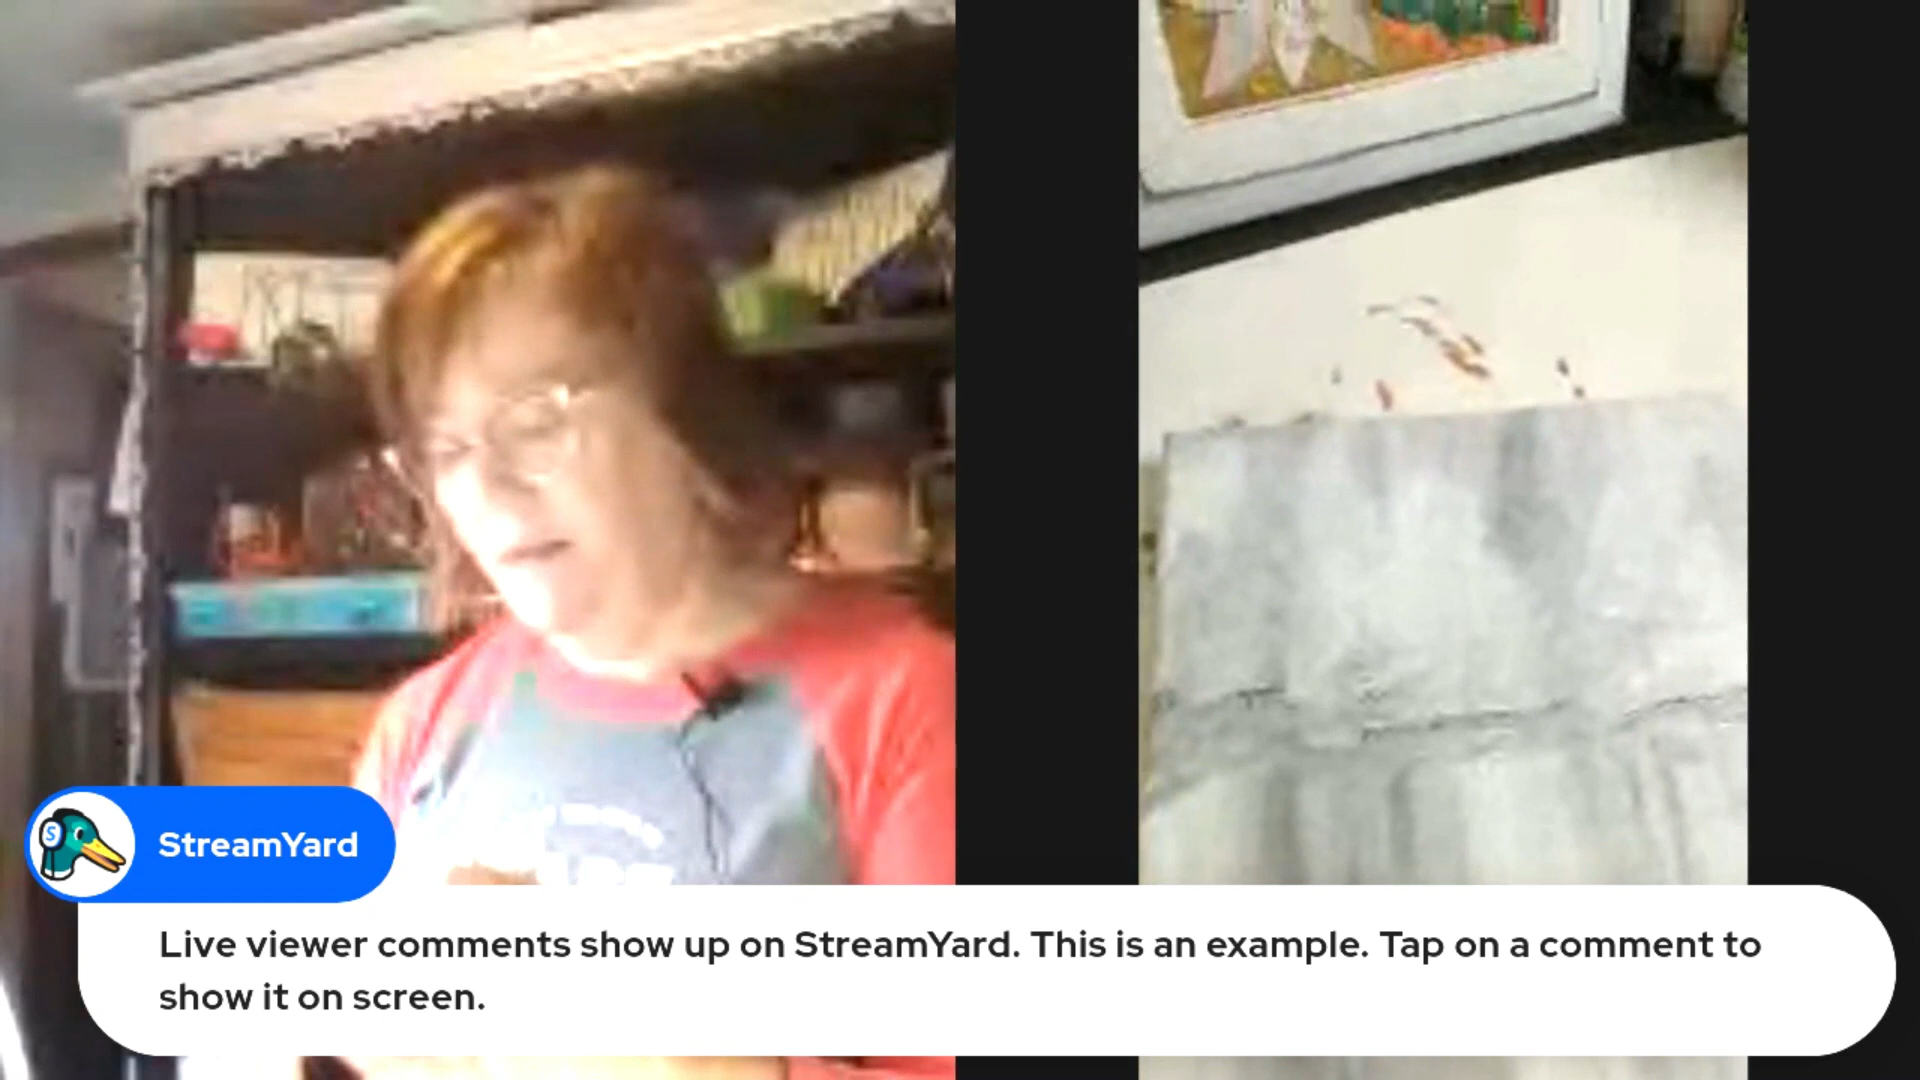 StreamYard
Live viewer comments show up on StreamYard. This is an example. Tap on a comment to
show it on screen.